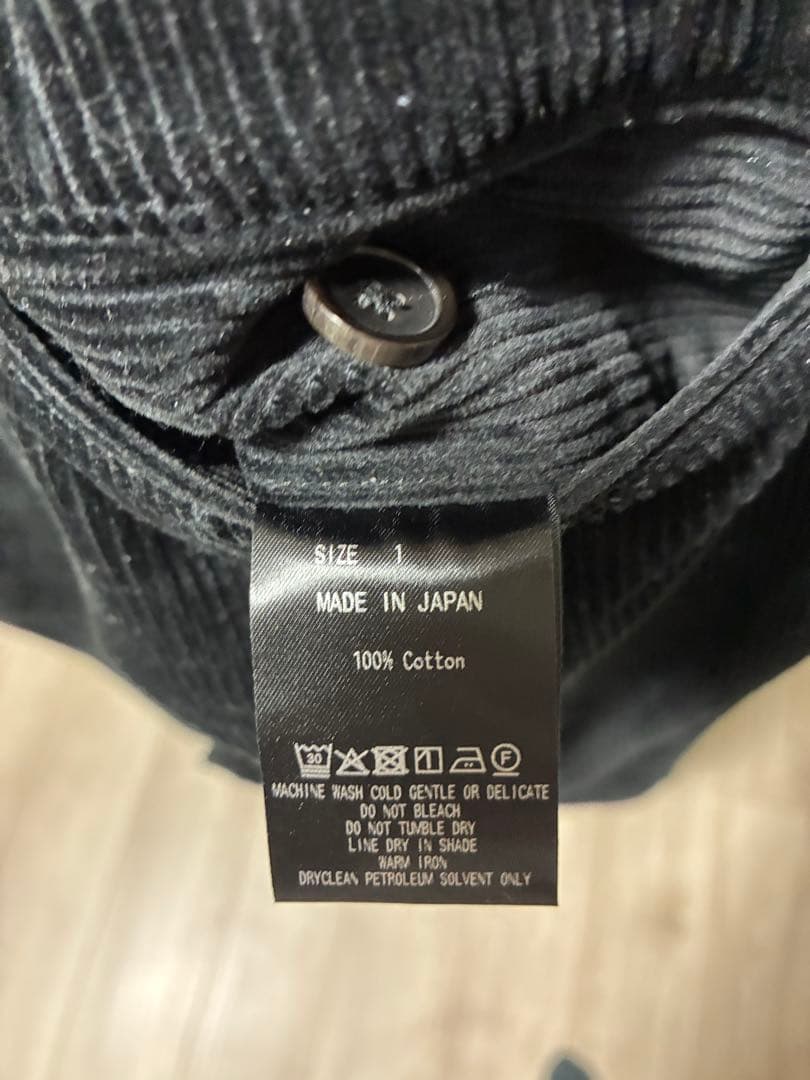 SIZE 1
MADE IN JAPAN
100% Cotton
30 F
MACHINE WASH COLD GENTLE OR DELICATE
DO NOT BLEACH
DO NOT TUMBLE DRY
LINE DRY IN SHADE
WARM IRON
DRYCLEAN PETROLEUM SOLVENT ONLY